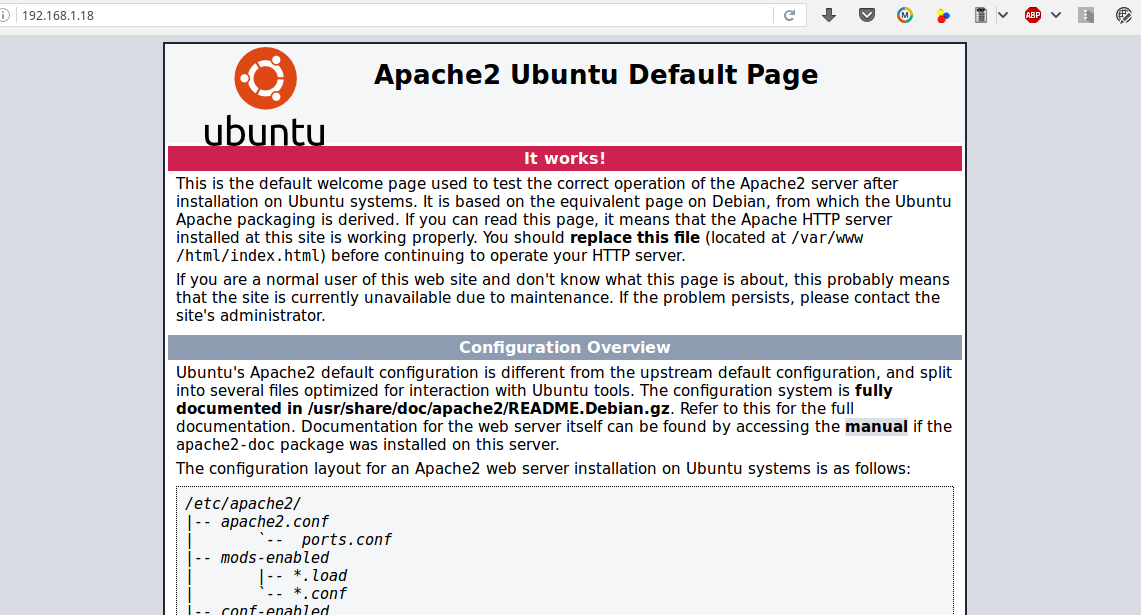 192.168.1.18
M
ABP
Apache2 Ubuntu Default Page
ubuntu
It works!
This is the default welcome page used to test the correct operation of the Apache2 server after
installation on Ubuntu systems. It is based on the equivalent page on Debian, from which the Ubuntu
Apache packaging is derived. If you can read this page, it means that the Apache HTTP server
installed at this site is working properly. You should replace this file (located at /var/www
/html/index.html) before continuing to operate your HTTP server.
If you are a normal user of this web site and don't know what this page is about, this probably means
that the site is currently unavailable due to maintenance. If the problem persists, please contact the
site's administrator.
Configuration Overview
Ubuntu's Apache2 default configuration is different from the upstream default configuration, and split
into several files optimized for interaction with Ubuntu tools. The configuration system is fully
documented in /usr/share/doc/apache2/README.Debian.gz. Refer to this for the full
documentation. Documentation for the web server itself can be found by accessing the manual if the
apache2-doc package was installed on this server.
The configuration layout for an Apache2 web server installation on Ubuntu systems is as follows:
/etc/apache2/
|-- apache2.conf
|       `--  ports.conf
|-- mods-enabled
|       |-- *.load
|       `-- *.conf
|-- conf-enabled